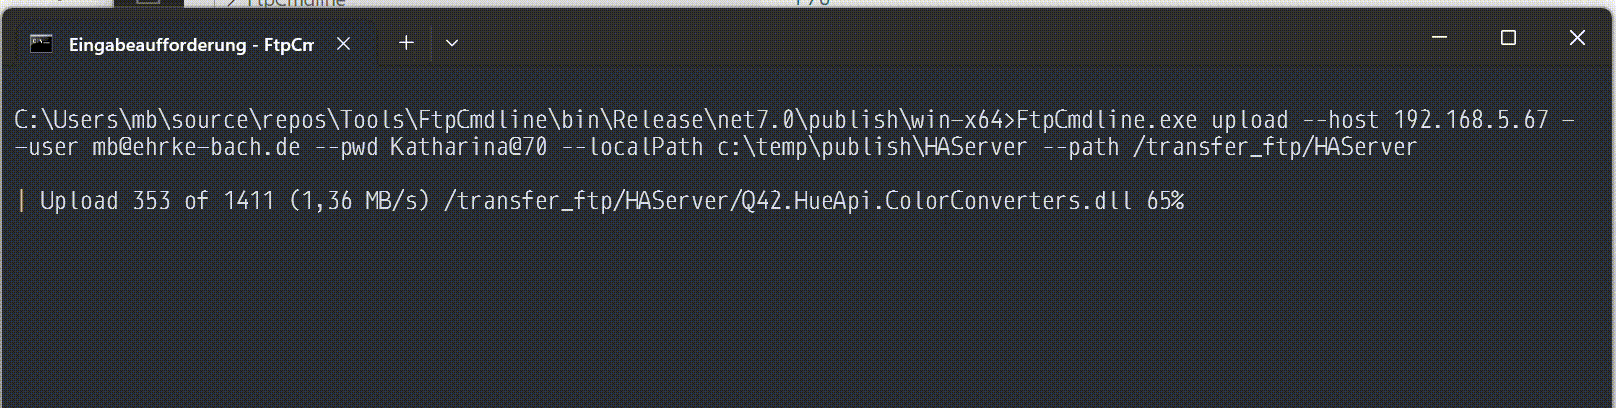 FtpCmdline
Eingabeaufforderung - FtpCm
C:\Users\mb\source\repos\Tools\FtpCmdline\bin\Release\net7.0\publish\win-x64>FtpCmdline.exe upload --host 192.168.5.67 -
-user mb@ehrke-bach.de --pwd Katharina@70 --localPath c:\temp\publish\HAServer --path /transfer_ftp/HAServer
| Upload 353 of 1411 (1,36 MB/s) /transfer_ftp/HAServer/Q42.HueApi.ColorConverters.dll 65%